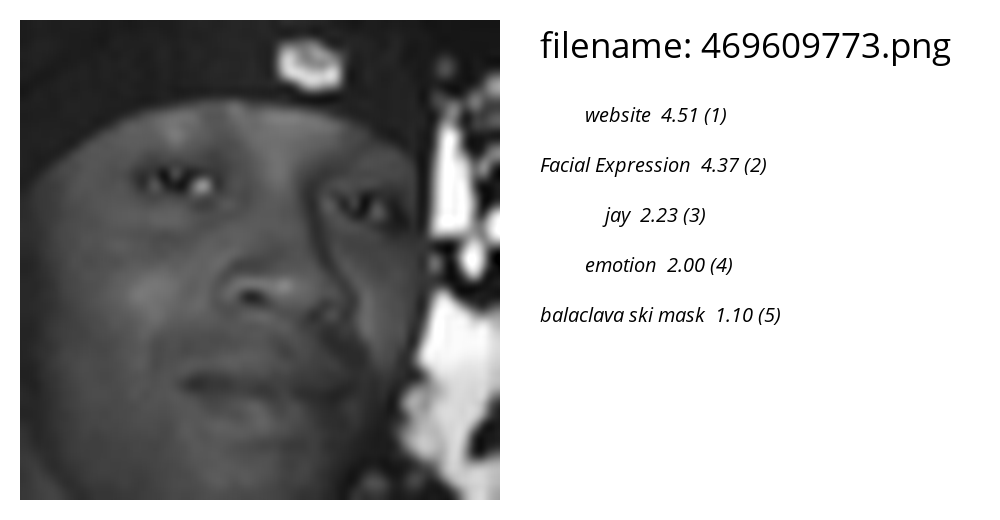 filename: 469609773.png
website 4.51 (1)
Facial Expression 4.37 (2)
jay 2.23 (3)
emotion 2.00 (4)
balaclava ski mask 1.10 (5)